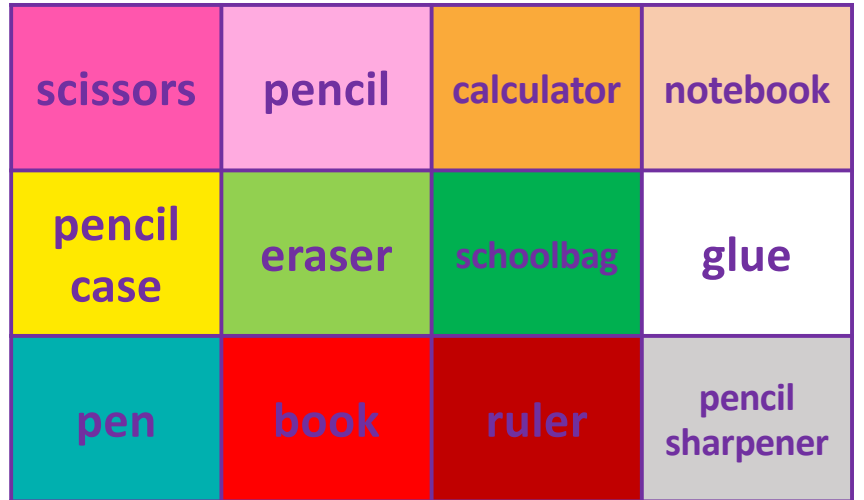 scissors
pencil
calculator
notebook
pencil
case
eraser
schoolbag
glue
pen
book
ruler
pencil
sharpener